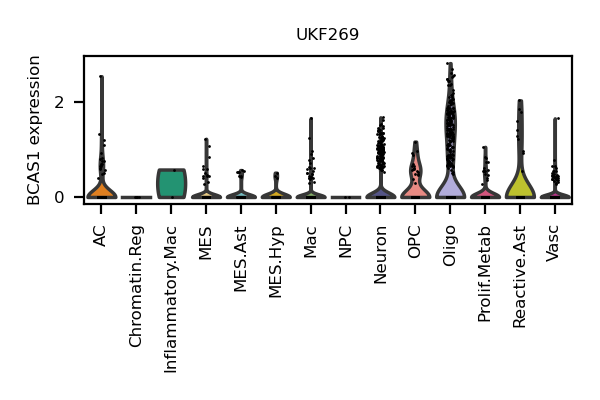 UKF269
BCAS1 expression
2
0
AC
Chromatin.Reg
Inflammatory.Mac
MES
MES.Ast
MES.Hyp
Mac
NPC
Neuron
OPC
Oligo
Prolif.Metab
Reactive.Ast
Vasc